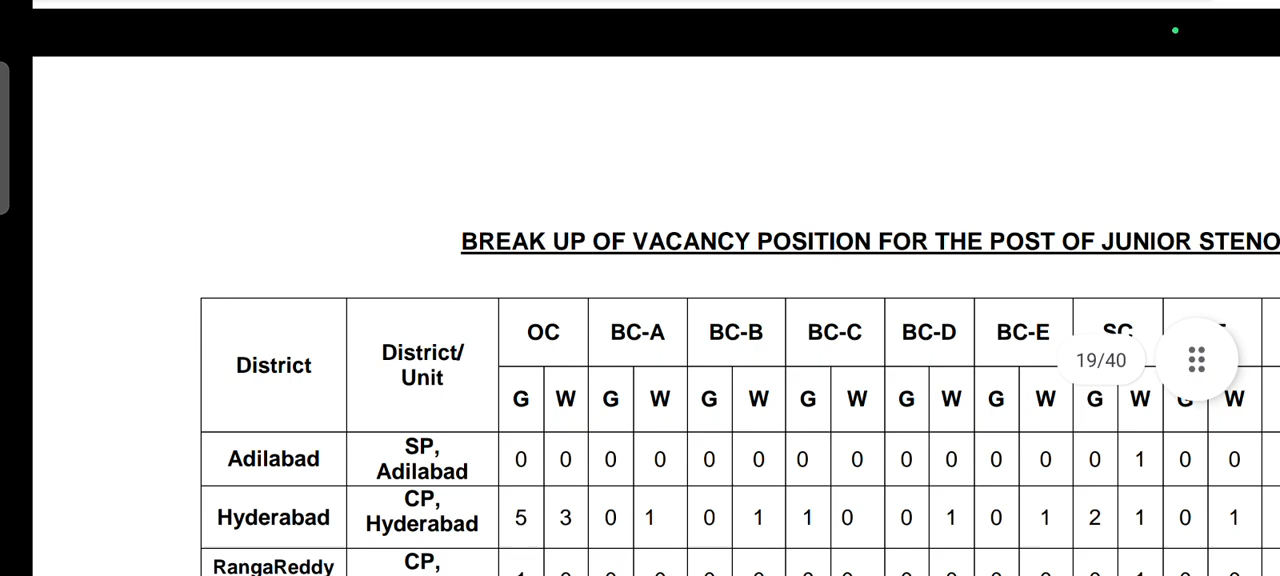 BREAK UP OF VACANCY POSITION FOR THE POST OF JUNIOR STENO
District District/ Unit OC BC-A BC-B BC-C BC-D BC-E SC
19/40
G W G W G W G W G W G W G W G W
Adilabad SP, Adilabad 0 0 0 0 0 0 0 0 0 0 0 0 0 1 0 0
Hyderabad CP, Hyderabad 5 3 0 1 0 1 1 0 0 1 0 1 2 1 0 1
RangaReddy CP,